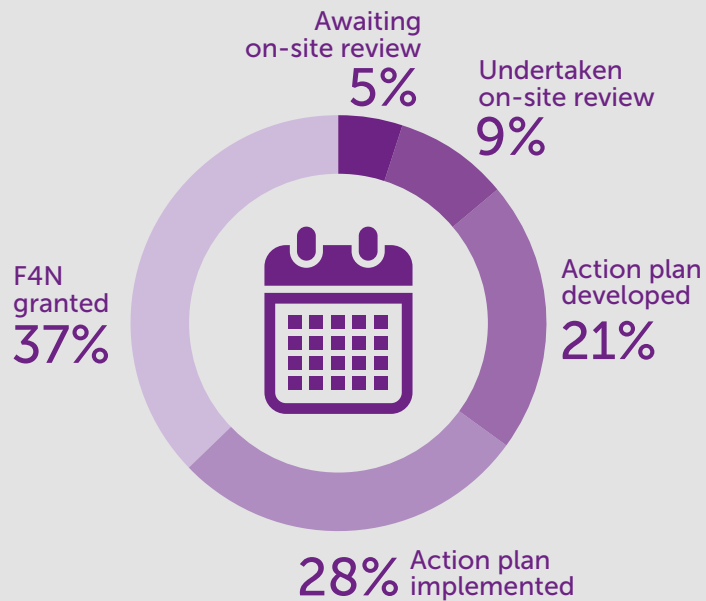 Awaiting
on-site review
5%
Undertaken
on-site review
9%
Action plan
developed
21%
28% Action plan
implemented
F4N
granted
37%